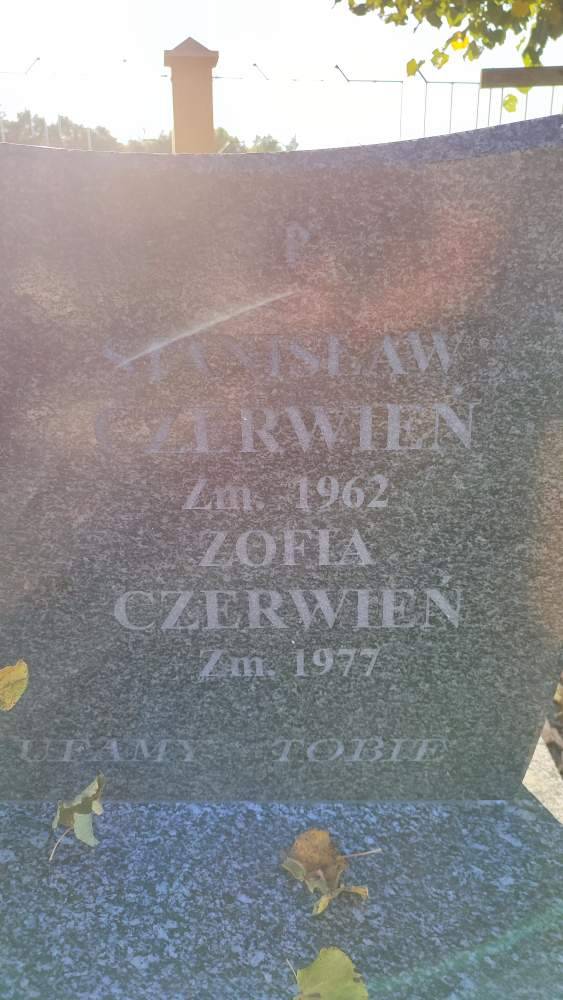 STANISŁAW
CZERWIEŃ
Zm. 1962
ZOFIA
CZERWIEŃ
Zm. 1977
UFAMY TOBIE